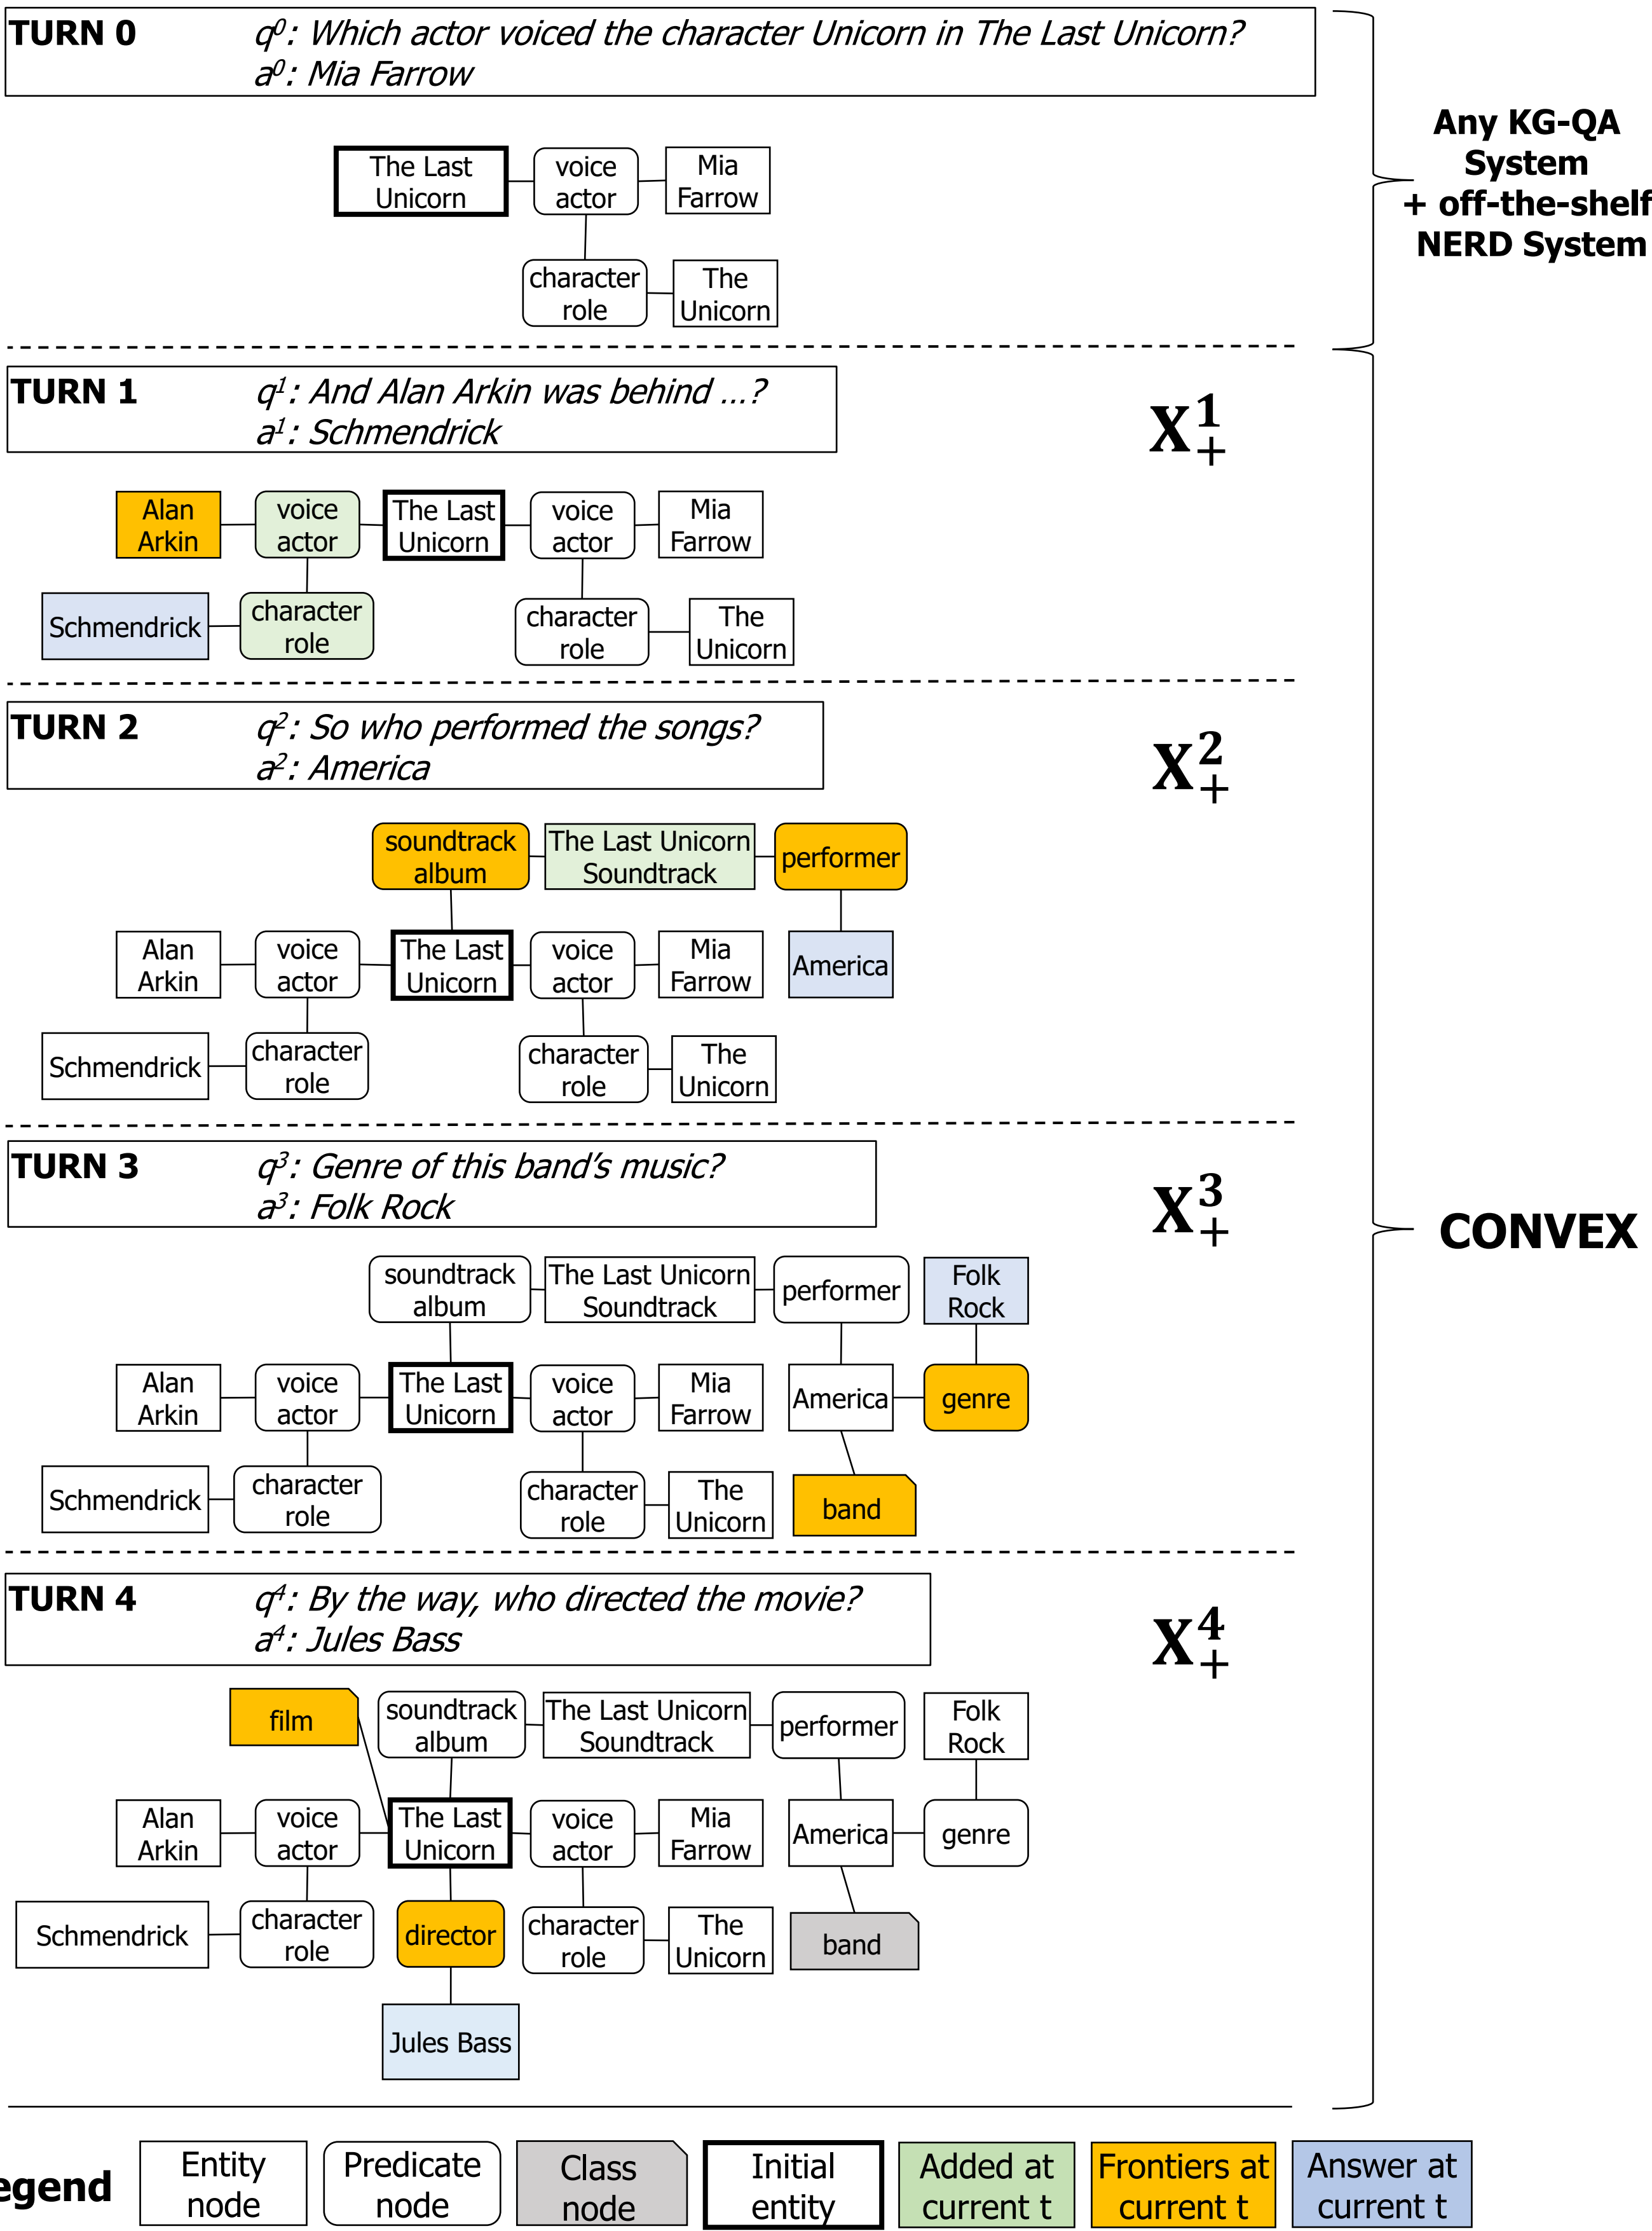 TURN 0
q0: Which actor voiced the character Unicorn in The Last Unicorn?
a0: Mia Farrow
Any KG-QA
System
+ off-the-shelf
NERD System
The Last
Unicorn
voice
actor
Mia
Farrow
character
role
The
Unicorn
TURN 1
q1: And Alan Arkin was behind ...?
a1: Schmendrick
X1+
Alan
Arkin
voice
actor
The Last
Unicorn
voice
actor
Mia
Farrow
Schmendrick
character
role
character
role
The
Unicorn
TURN 2
q2: So who performed the songs?
a2: America
X2+
soundtrack
album
The Last Unicorn
Soundtrack
performer
Alan
Arkin
voice
actor
The Last
Unicorn
voice
actor
Mia
Farrow
America
Schmendrick
character
role
character
role
The
Unicorn
TURN 3
q3: Genre of this band's music?
a3: Folk Rock
X3+
CONVEX
soundtrack
album
The Last Unicorn
Soundtrack
performer
Folk
Rock
Alan
Arkin
voice
actor
The Last
Unicorn
voice
actor
Mia
Farrow
America
genre
Schmendrick
character
role
character
role
The
Unicorn
band
TURN 4
q4: By the way, who directed the movie?
a4: Jules Bass
X4+
film
soundtrack
album
The Last Unicorn
Soundtrack
performer
Folk
Rock
Alan
Arkin
voice
actor
The Last
Unicorn
voice
actor
Mia
Farrow
America
genre
Schmendrick
character
role
director
character
role
The
Unicorn
band
Jules Bass
egend
Entity
node
Predicate
node
Class
node
Initial
entity
Added at
current t
Frontiers at
current t
Answer at
current t